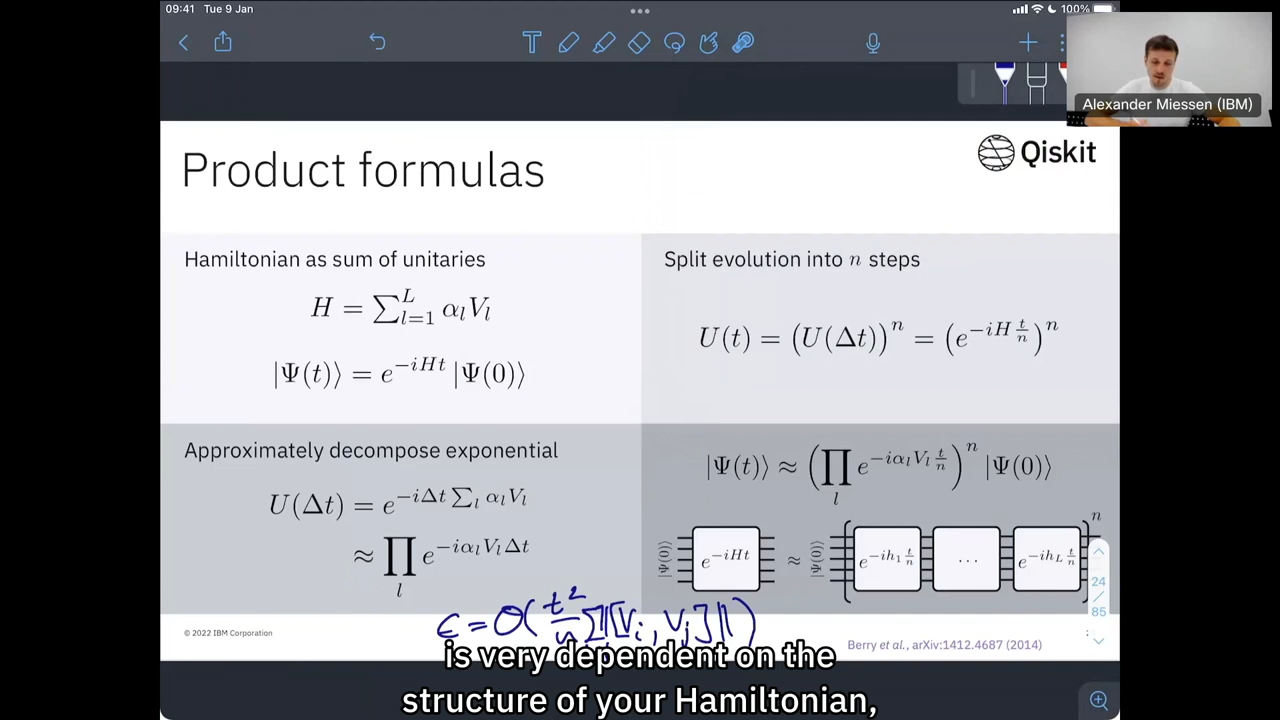 09:41 Tue 9 Jan
100%
Alexander Miessen (IBM)
Product formulas
Qiskit
Hamiltonian as sum of unitaries
H = ∑_{l=1}^{L} α_l V_l
|Ψ(t)⟩ = e^{-iHt} |Ψ(0)⟩
Split evolution into n steps
U(t) = (U(Δt))^n = (e^{-iH t/n})^n
Approximately decompose exponential
U(Δt) = e^{-iΔt ∑_l α_l V_l}
≈ ∏_l e^{-iα_l V_l Δt}
|Ψ(t)⟩ ≈ (∏_l e^{-iα_l V_l t/n})^n |Ψ(0)⟩
|Ψ(0)⟩ e^{-iHt} ≈ |Ψ(0)⟩ e^{-ih_1 t/n} ... e^{-ih_L t/n} n
ϵ = O(t²/n ∑‖[V_i, V_j]‖)
24
/
85
© 2022 IBM Corporation
Berry et al., arXiv:1412.4687 (2014)
is very dependent on the
structure of your Hamiltonian,